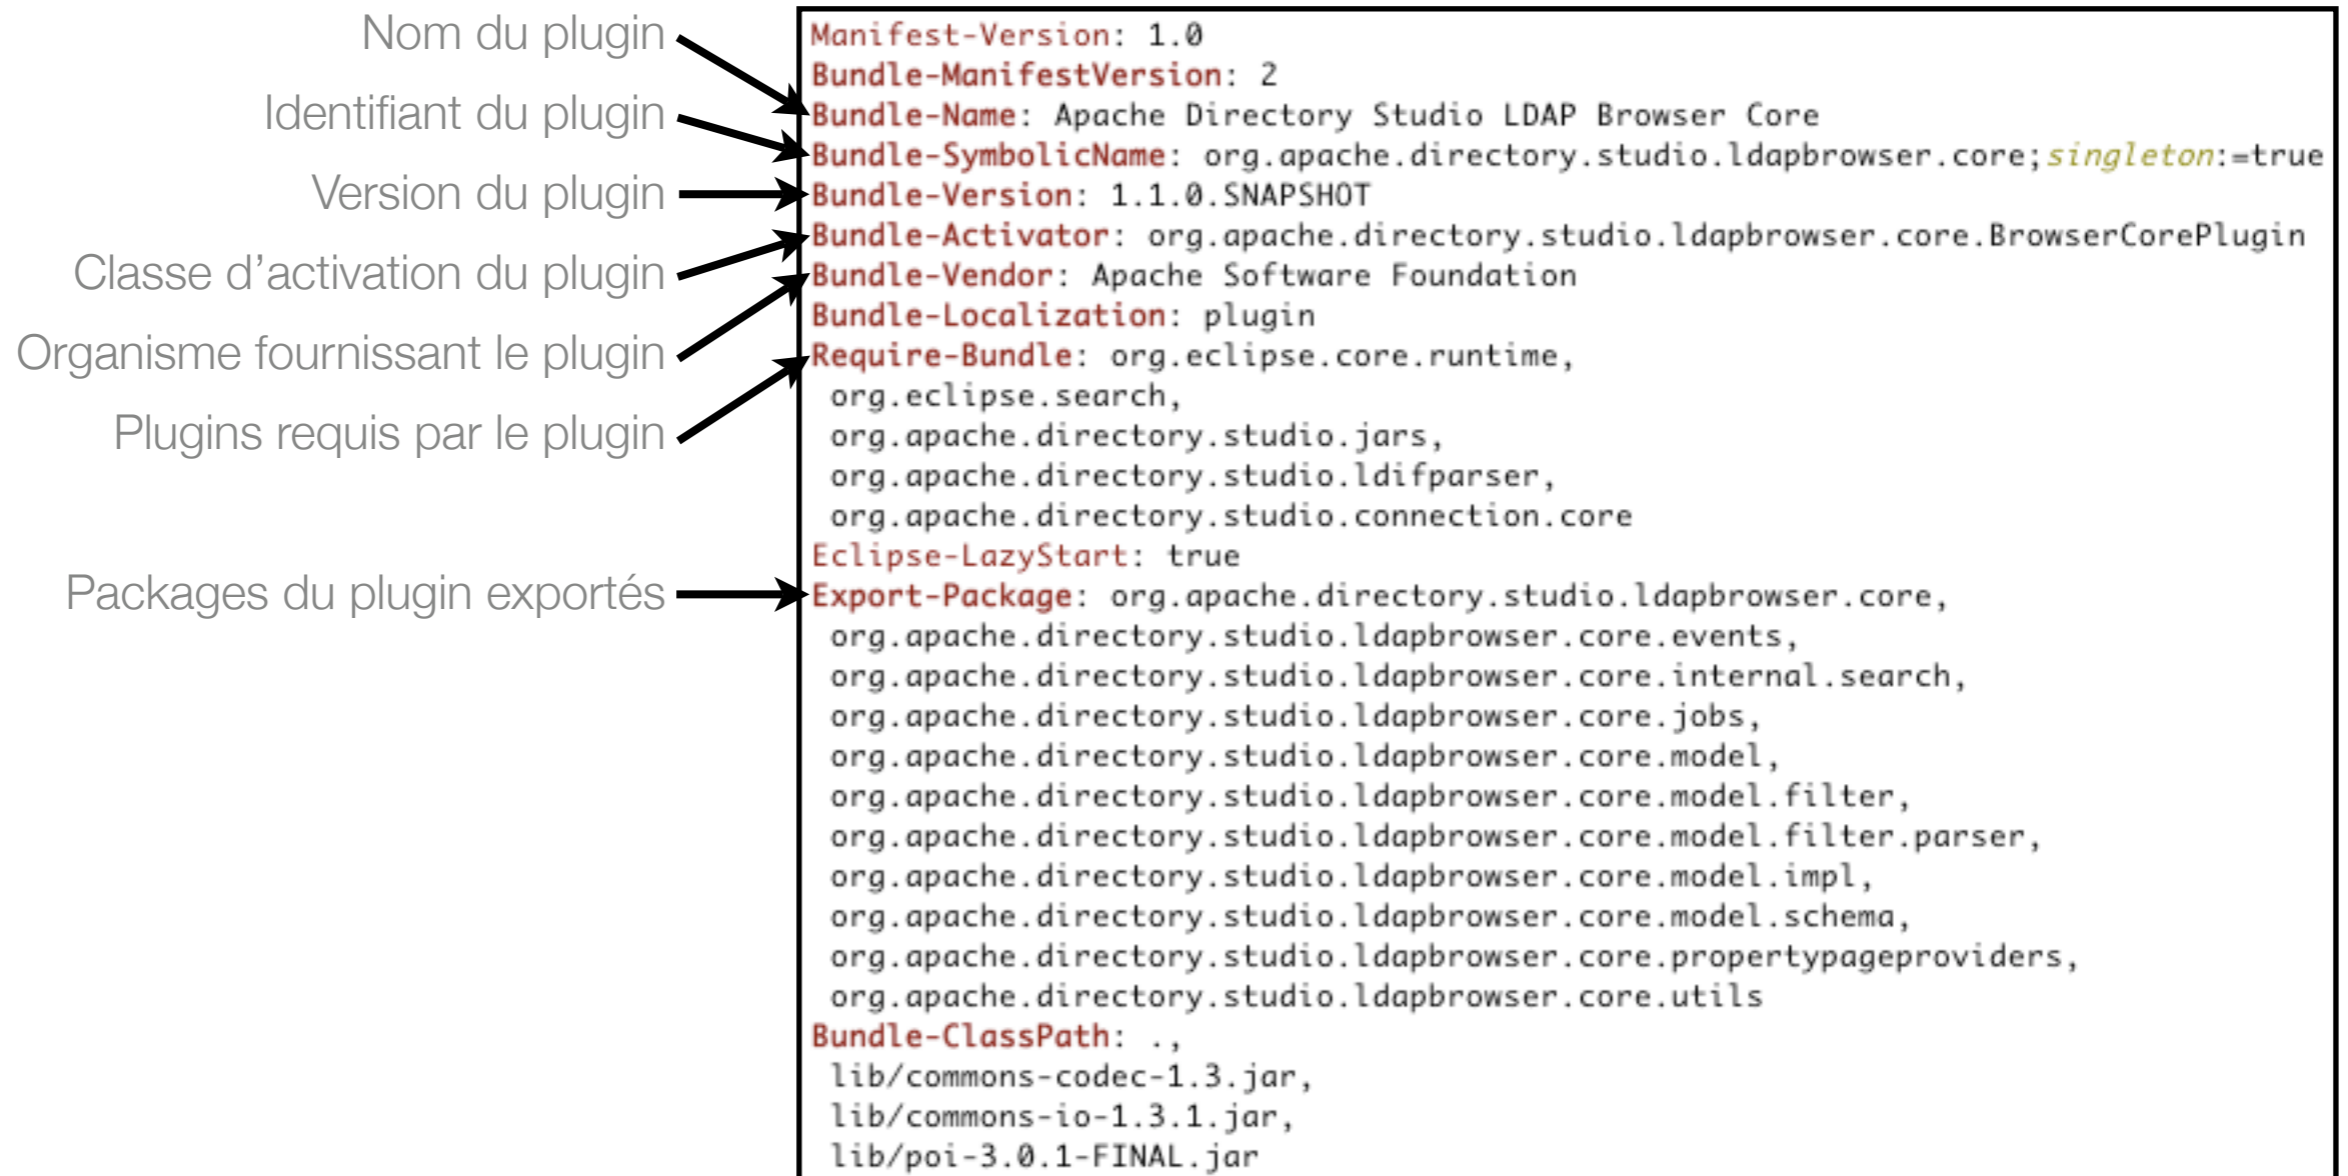 Nom du plugin
Identifiant du plugin
Version du plugin
Classe d’activation du plugin
Organisme fournissant le plugin
Plugins requis par le plugin
Packages du plugin exportés
Manifest-Version: 1.0
Bundle-ManifestVersion: 2
Bundle-Name: Apache Directory Studio LDAP Browser Core
Bundle-SymbolicName: org.apache.directory.studio.ldapbrowser.core;singleton:=true
Bundle-Version: 1.1.0.SNAPSHOT
Bundle-Activator: org.apache.directory.studio.ldapbrowser.core.BrowserCorePlugin
Bundle-Vendor: Apache Software Foundation
Bundle-Localization: plugin
Require-Bundle: org.eclipse.core.runtime,
 org.eclipse.search,
 org.apache.directory.studio.jars,
 org.apache.directory.studio.ldifparser,
 org.apache.directory.studio.connection.core
Eclipse-LazyStart: true
Export-Package: org.apache.directory.studio.ldapbrowser.core,
 org.apache.directory.studio.ldapbrowser.core.events,
 org.apache.directory.studio.ldapbrowser.core.internal.search,
 org.apache.directory.studio.ldapbrowser.core.jobs,
 org.apache.directory.studio.ldapbrowser.core.model,
 org.apache.directory.studio.ldapbrowser.core.model.filter,
 org.apache.directory.studio.ldapbrowser.core.model.filter.parser,
 org.apache.directory.studio.ldapbrowser.core.model.impl,
 org.apache.directory.studio.ldapbrowser.core.model.schema,
 org.apache.directory.studio.ldapbrowser.core.propertypageproviders,
 org.apache.directory.studio.ldapbrowser.core.utils
Bundle-ClassPath: .,
 lib/commons-codec-1.3.jar,
 lib/commons-io-1.3.1.jar,
 lib/poi-3.0.1-FINAL.jar